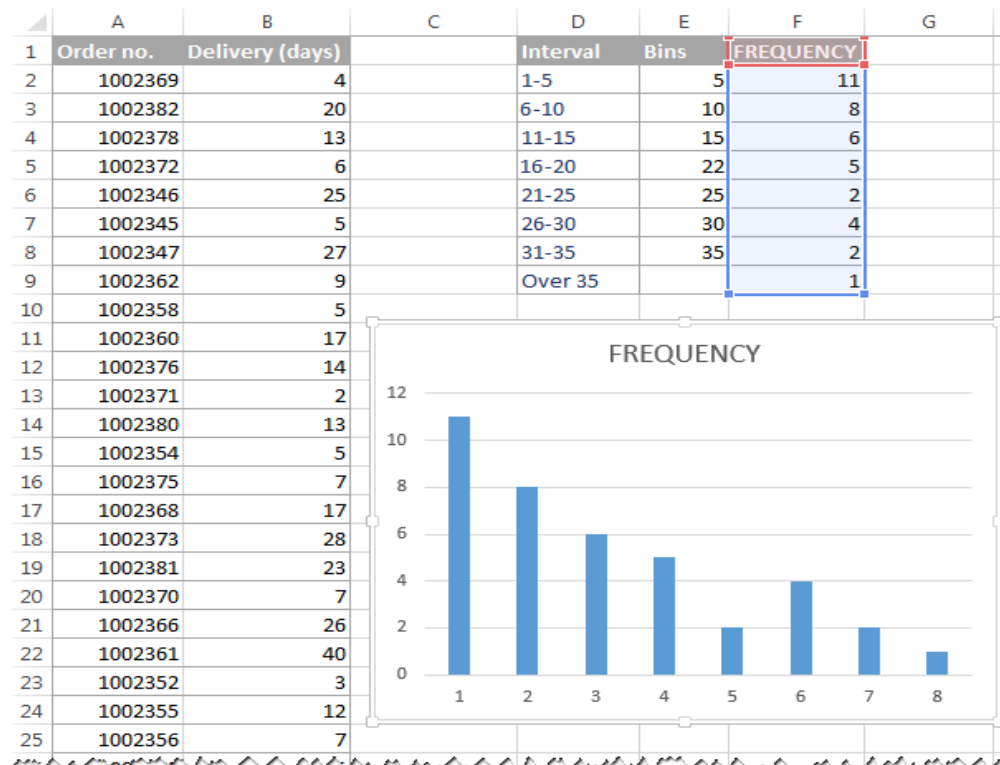 A B C D E F G
1 Order no. Delivery (days) Interval Bins FREQUENCY
2 1002369 4 1-5 5 11
3 1002382 20 6-10 10 8
4 1002378 13 11-15 15 6
5 1002372 6 16-20 22 5
6 1002346 25 21-25 25 2
7 1002345 5 26-30 30 4
8 1002347 27 31-35 35 2
9 1002362 9 Over 35 1
10 1002358 5
11 1002360 17
12 1002376 14
13 1002371 2
14 1002380 13
15 1002354 5
16 1002375 7
17 1002368 17
18 1002373 28
19 1002381 23
20 1002370 7
21 1002366 26
22 1002361 40
23 1002352 3
24 1002355 12
25 1002356 7
FREQUENCY
12
10
8
6
4
2
0
1 2 3 4 5 6 7 8